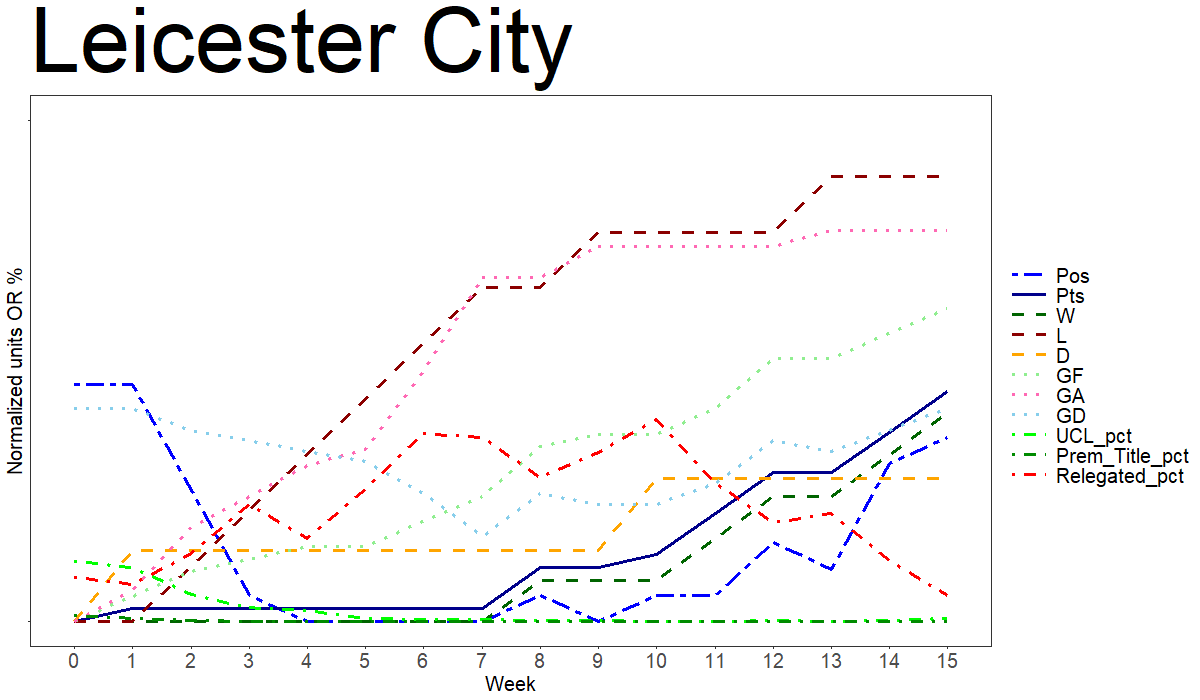 Leicester City
Normalized units OR %
0 1 2 3 4 5 6 7 8 9 10 11 12 13 14 15
Week
Pos
Pts
W
L
D
GF
GA
GD
UCL_pct
Prem_Title_pct
Relegated_pct